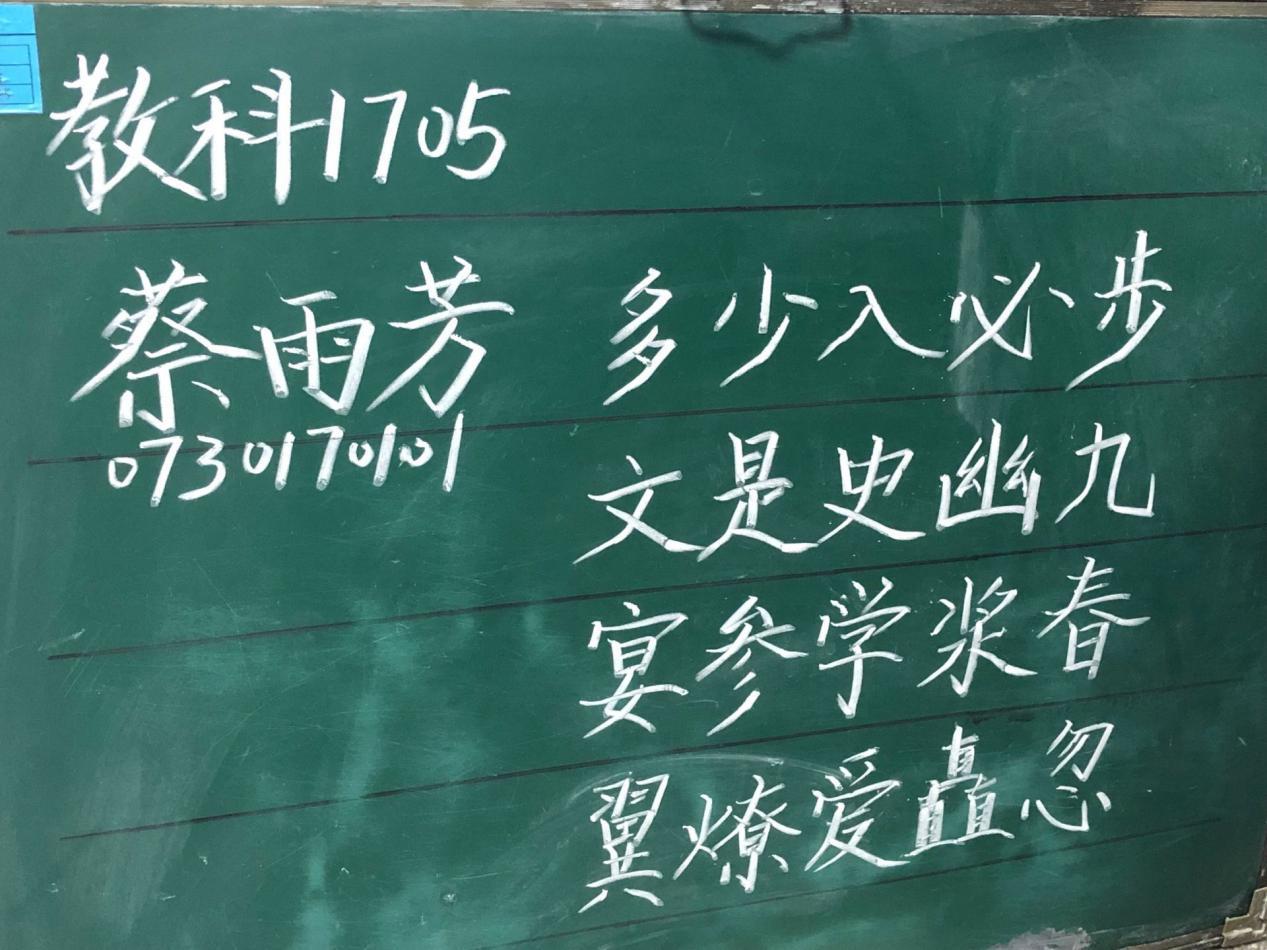 教科1705
蔡雨芳
0730170101
多少入必步
文是史幽九
宴参学浆春
翼燎爱矗忽